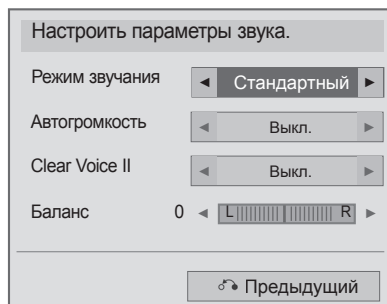 Настроить параметры звука.
Режим звучания ◄ Стандартный ►
Автогромкость ◄ Выкл. ►
Clear Voice II ◄ Выкл. ►
Баланс 0 ◄ L R ►
Предыдущий